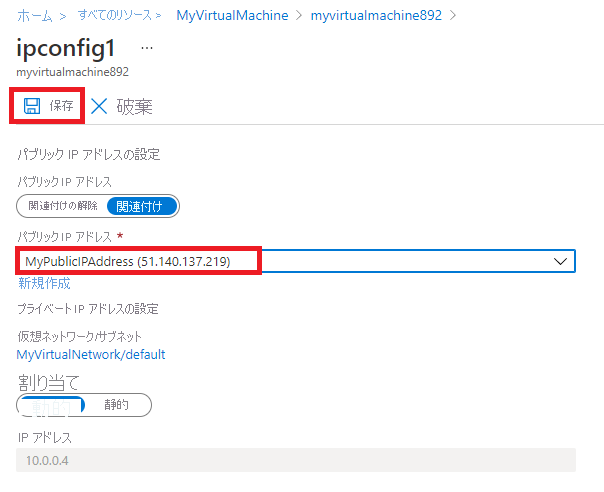 ホーム > すべてのリソース > MyVirtualMachine > myvirtualmachine892 >
ipconfig1 ...
myvirtualmachine892
保存 破棄
パブリック IP アドレスの設定
パブリック IP アドレス
関連付けの解除 関連付け
パブリック IP アドレス *
MyPublicIPAddress (51.140.137.219)
新規作成
プライベート IP アドレスの設定
仮想ネットワーク/サブネット
MyVirtualNetwork/default
割り当て
動的 静的
IP アドレス
10.0.0.4